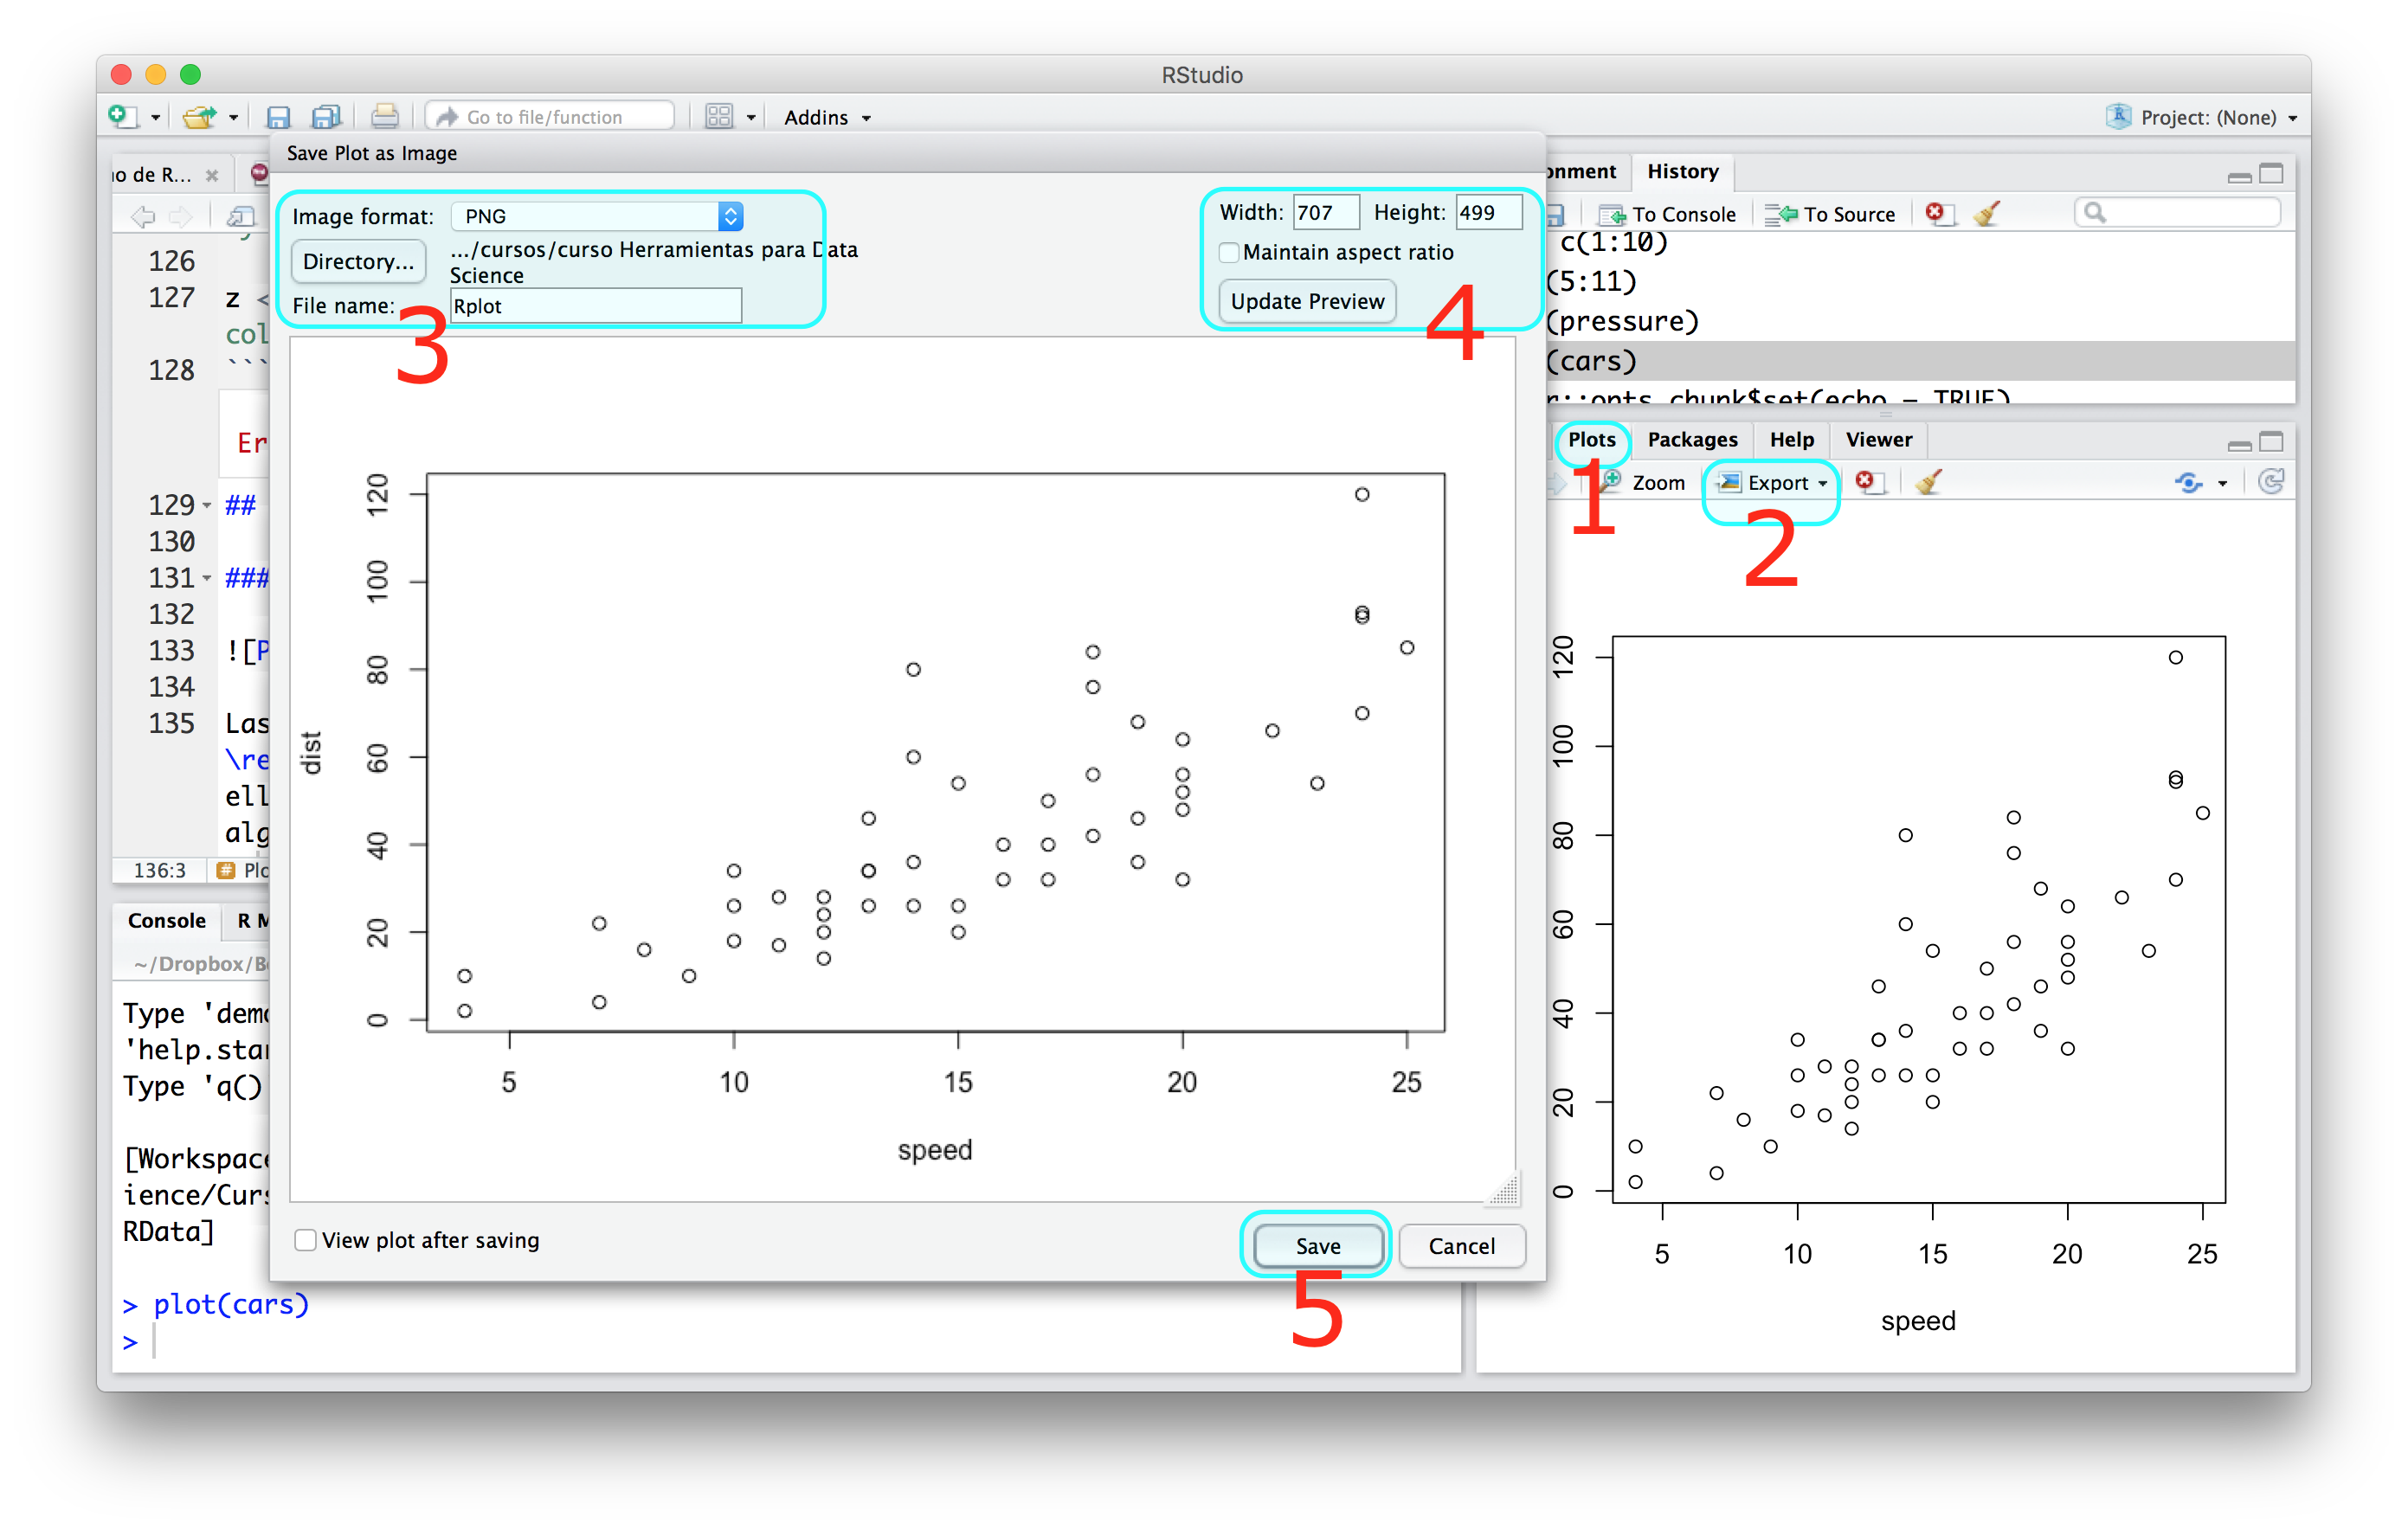 RStudio
Go to file/function
Addins
Project: (None)
Save Plot as Image
Image format: PNG
Directory...
.../cursos/curso Herramientas para Data
Science
File name: Rplot
3
Width: 707 Height: 499
Maintain aspect ratio
Update Preview
4
120
100
80
60
40
20
0
dist
5 10 15 20 25
speed
View plot after saving
Save Cancel
5
no de R...
126
127 z <
col
128 ```
Er
129 ##
130
131 ###
132
133 ![P
134
135 Las
\re
ell
alg
136:3 Plo
Console R M
~/Dropbox/B
Type 'demo
'help.star
Type 'q()
[Workspace
ience/Curs
RData]
> plot(cars)
>
onment History
To Console To Source
c(1:10)
(5:11)
(pressure)
(cars)
r::opts_chunk$set(echo = TRUE)
Plots Packages Help Viewer
1
Zoom Export
2
120
100
80
60
40
20
0
5 10 15 20 25
speed